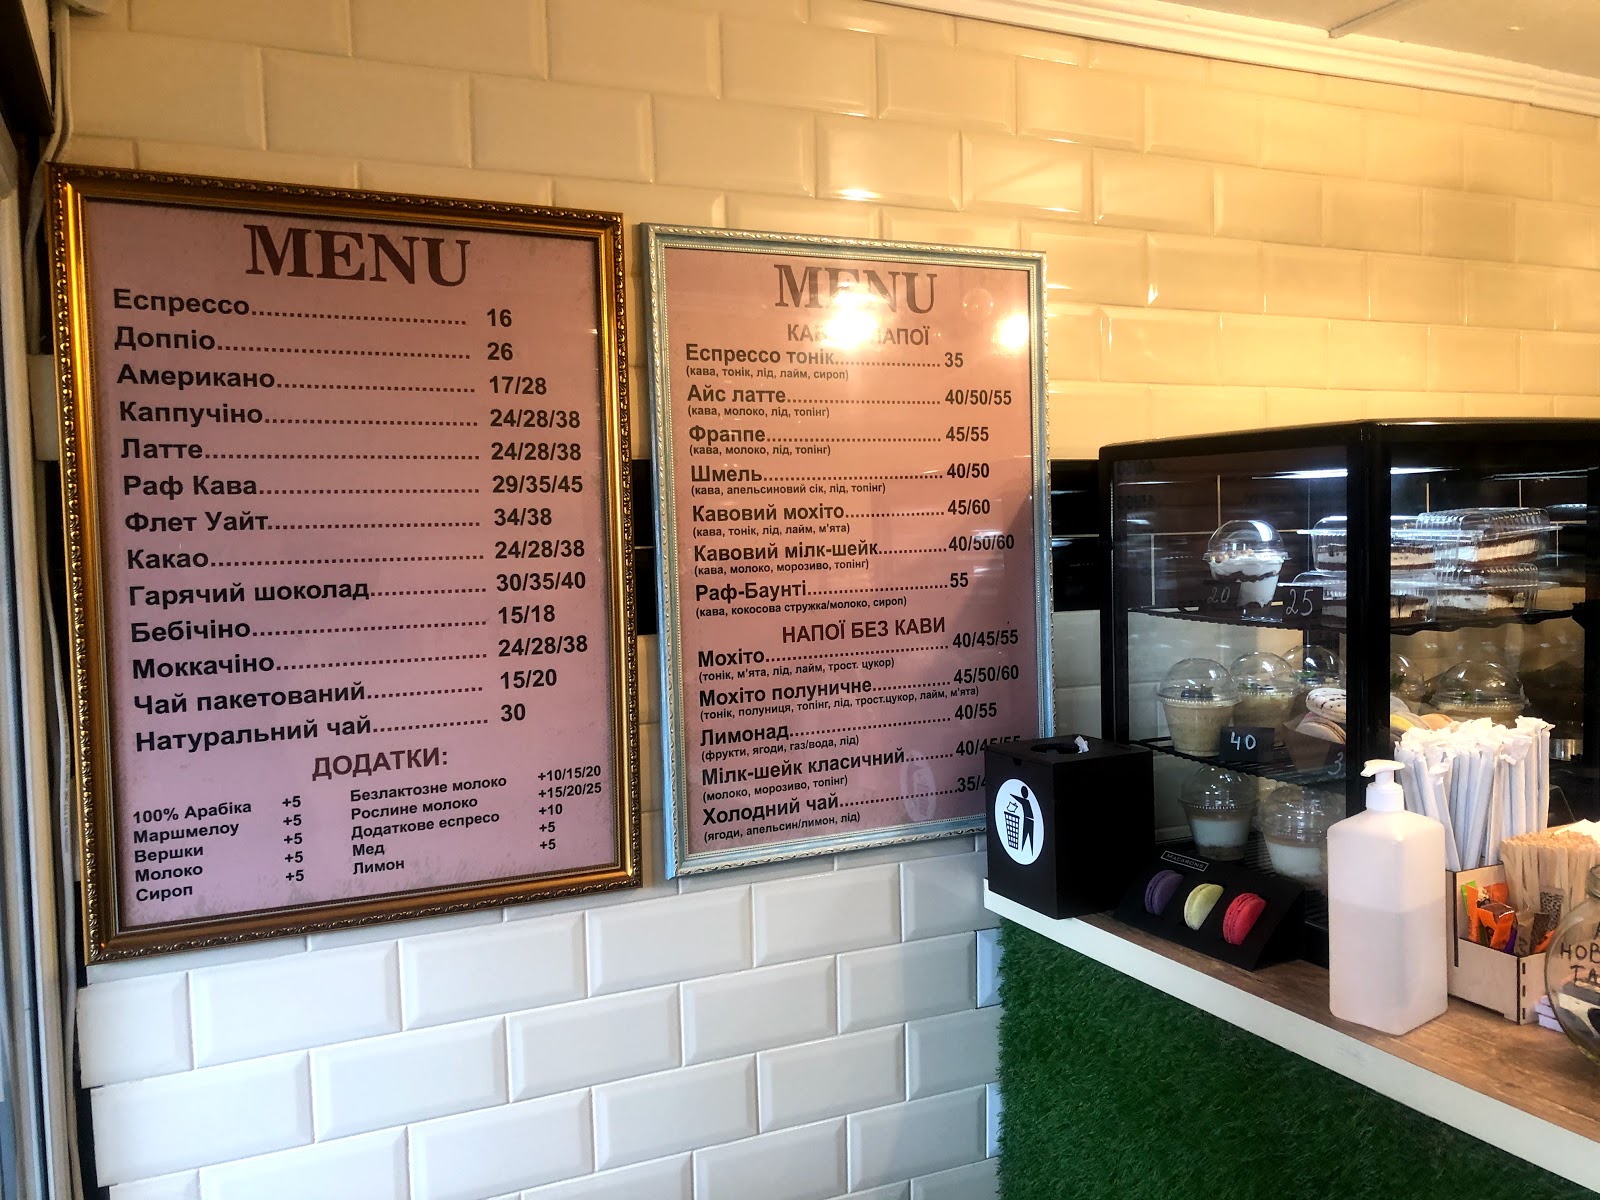 MENU
Еспрессо 16
Доппіо 26
Американо 17/28
Каппучіно 24/28/38
Латте 24/28/38
Раф Кава 29/35/45
Флет Уайт 34/38
Какао 24/28/38
Гарячий шоколад 30/35/40
Бебічіно 15/18
Моккачіно 24/28/38
Чай пакетований 15/20
Натуральний чай 30
ДОДАТКИ:
100% Арабіка +5
Маршмелоу +5
Вершки +5
Молоко +5
Сироп +5
Безлактозне молоко +10/15/20
Рослине молоко +15/20/25
Додаткове еспресо +10
Мед +5
Лимон +5
MENU
НАПОЇ
Еспрессо тонік 35
(кава, тонік, лід, лайм, сироп)
Айс латте 40/50/55
(кава, молоко, лід, топінг)
Фраппе 45/55
(кава, молоко, лід, топінг)
Шмель 40/50
(кава, апельсиновий сік, лід, топінг)
Кавовий мохіто 45/60
(кава, тонік, лід, лайм, м'ята)
Кавовий мілк-шейк 40/50/60
(кава, молоко, морозиво, топінг)
Раф-Баунті 55
(кава, кокосова стружка/молоко, сироп)
НАПОЇ БЕЗ КАВИ
Мохіто 40/45/55
(тонік, м'ята, лід, лайм, трост. цукор)
Мохіто полуничне 45/50/60
(тонік, полуниця, топінг, лід, трост.цукор, лайм, м'ята)
Лимонад 40/55
(фрукти, ягоди, газ/вода, лід)
Мілк-шейк класичний 40/45/55
(молоко, морозиво, топінг)
Холодний чай 35/
(ягоди, апельсин/лимон, лід)
20
25
40
MACARONS